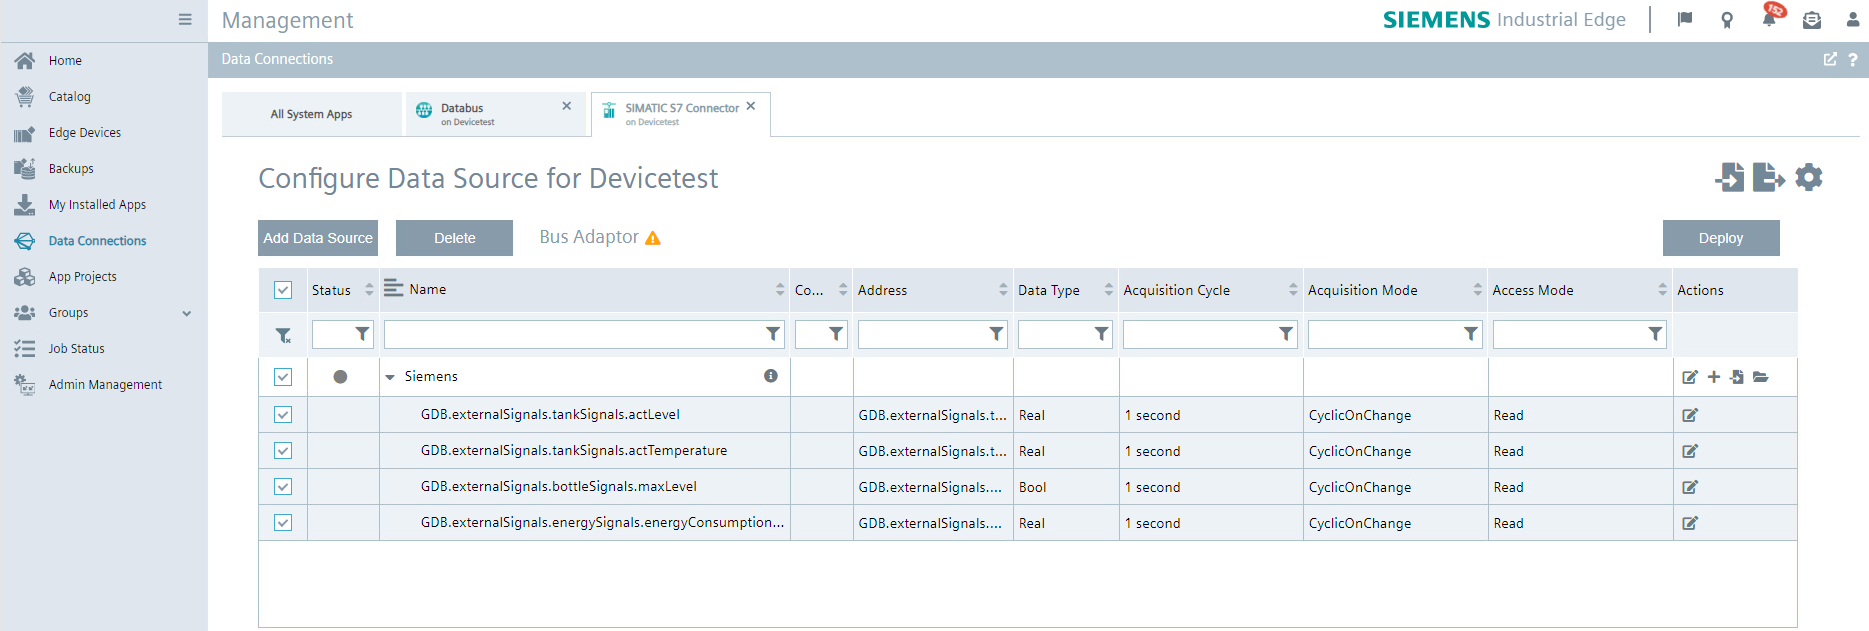 Management
SIEMENS Industrial Edge
152
Home
Catalog
Edge Devices
Backups
My Installed Apps
Data Connections
App Projects
Groups
Job Status
Admin Management
Data Connections
?
All System Apps
Databus
on Devicetest
SIMATIC S7 Connector
on Devicetest
Configure Data Source for Devicetest
Add Data Source
Delete
Bus Adaptor
Deploy
Status Name Co... Address Data Type Acquisition Cycle Acquisition Mode Access Mode Actions
Siemens
GDB.externalSignals.tankSignals.actLevel GDB.externalSignals.t... Real 1 second CyclicOnChange Read
GDB.externalSignals.tankSignals.actTemperature GDB.externalSignals.t... Real 1 second CyclicOnChange Read
GDB.externalSignals.bottleSignals.maxLevel GDB.externalSignals.... Bool 1 second CyclicOnChange Read
GDB.externalSignals.energySignals.energyConsumption... GDB.externalSignals.... Real 1 second CyclicOnChange Read